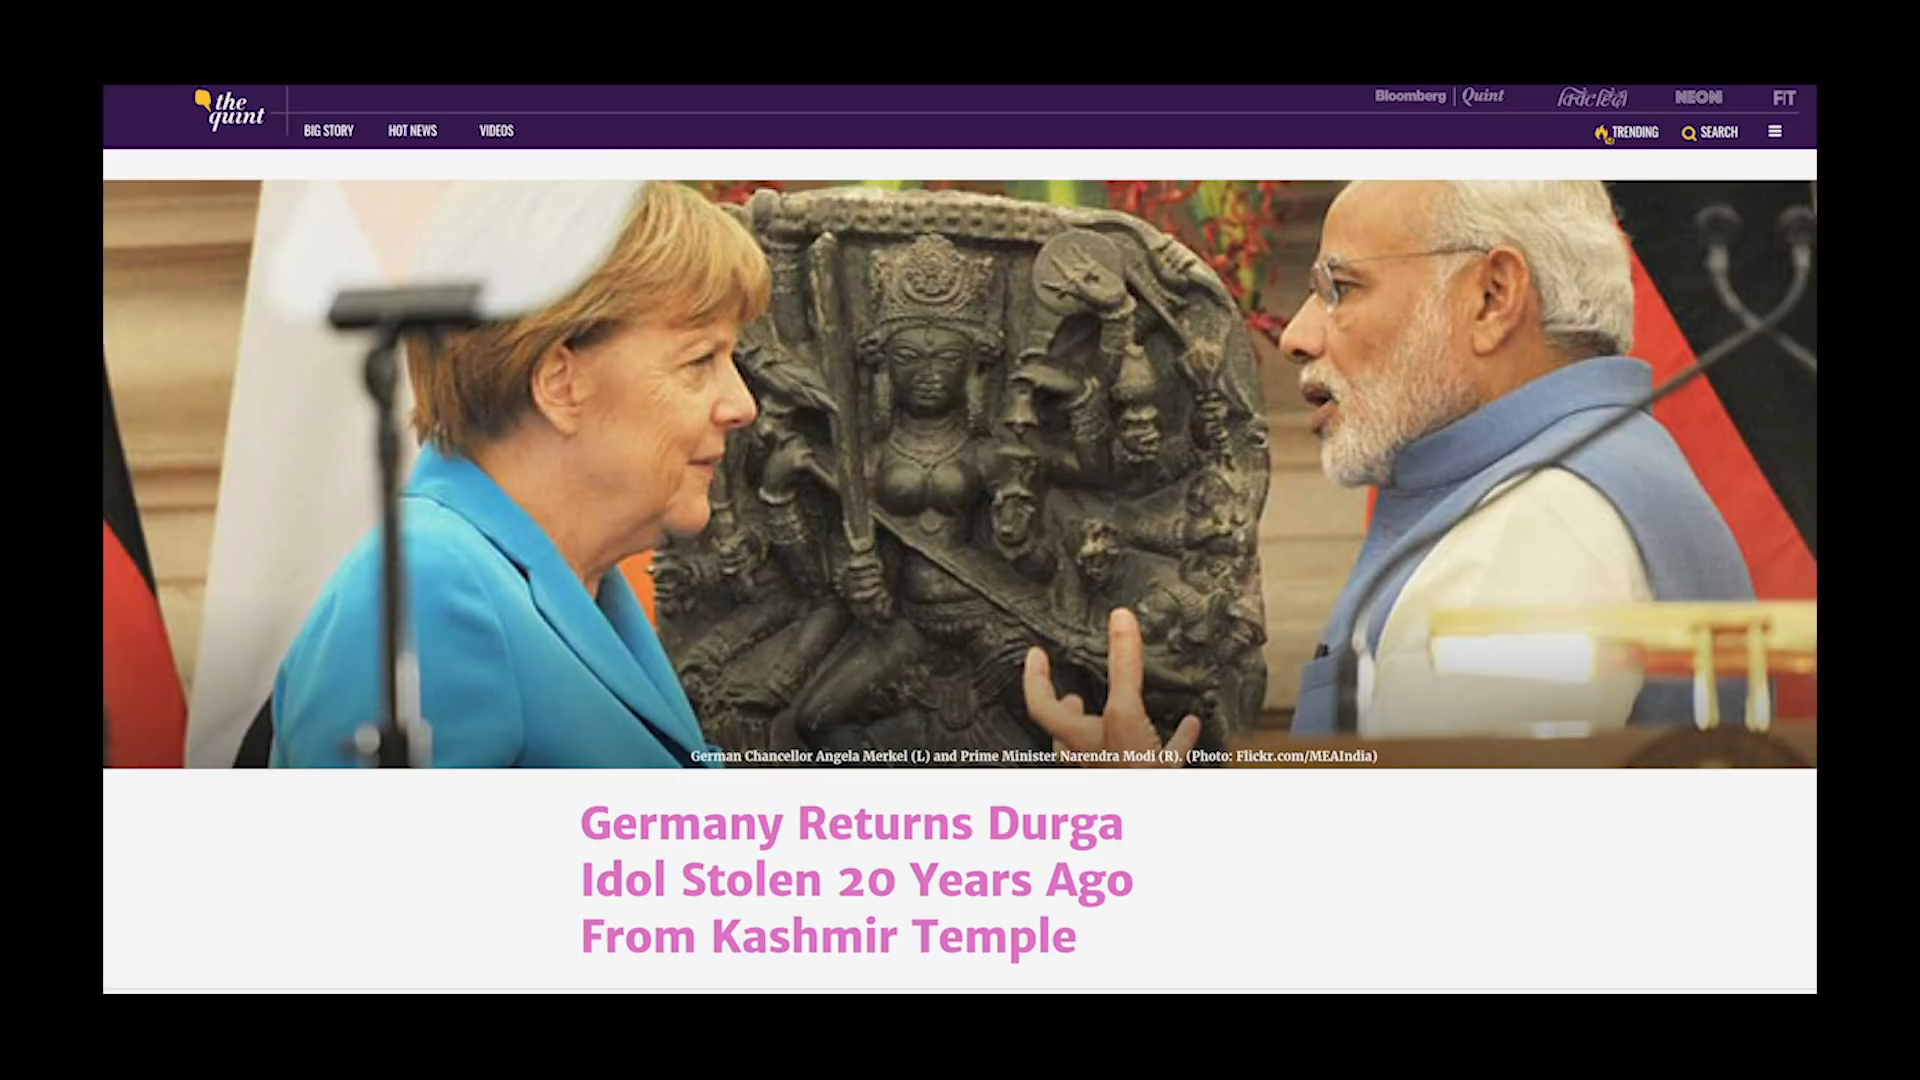 the quint
Bloomberg | Quint
क्विंट हिंदी
NEON
FIT
BIG STORY
HOT NEWS
VIDEOS
TRENDING
SEARCH
German Chancellor Angela Merkel (L) and Prime Minister Narendra Modi (R). (Photo: Flickr.com/MEAIndia)
Germany Returns Durga
Idol Stolen 20 Years Ago
From Kashmir Temple